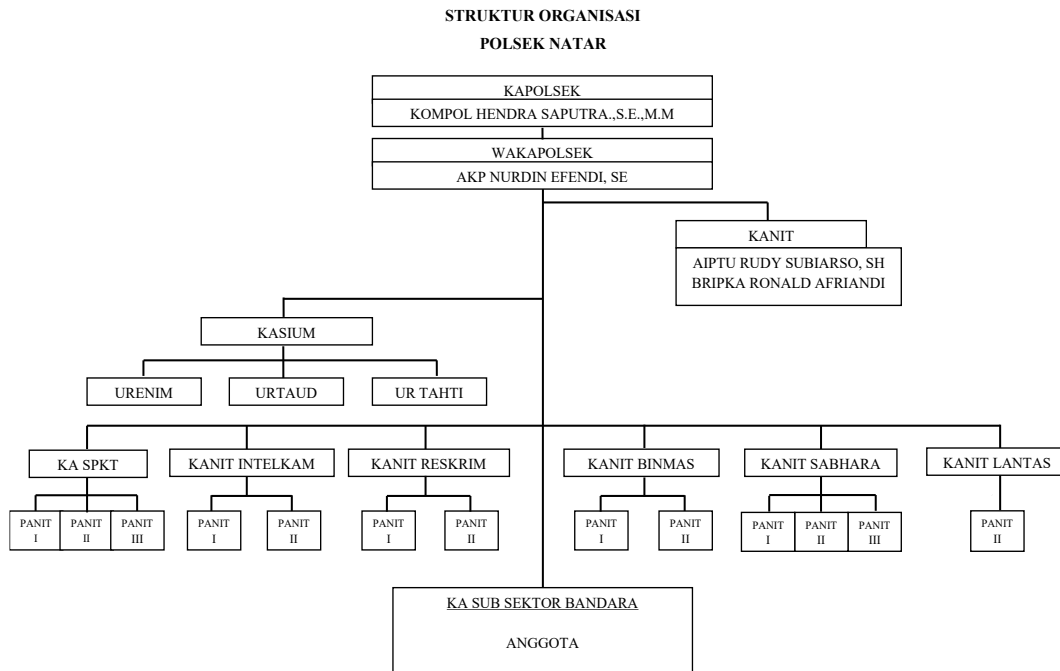 STRUKTUR ORGANISASI
POLSEK NATAR
KAPOLSEK
KOMPOL HENDRA SAPUTRA.,S.E.,M.M
WAKAPOLSEK
AKP NURDIN EFENDI, SE
KANIT
AIPTU RUDY SUBIARSO, SH
BRIPKA RONALD AFRIANDI
KASIUM
URENIM
URTAUD
UR TAHTI
KA SPKT
KANIT INTELKAM
KANIT RESKRIM
KANIT BINMAS
KANIT SABHARA
KANIT LANTAS
PANIT
I
PANIT
II
PANIT
III
PANIT
I
PANIT
II
PANIT
I
PANIT
II
PANIT
I
PANIT
II
PANIT
I
PANIT
II
PANIT
III
PANIT
II
KA SUB SEKTOR BANDARA
ANGGOTA